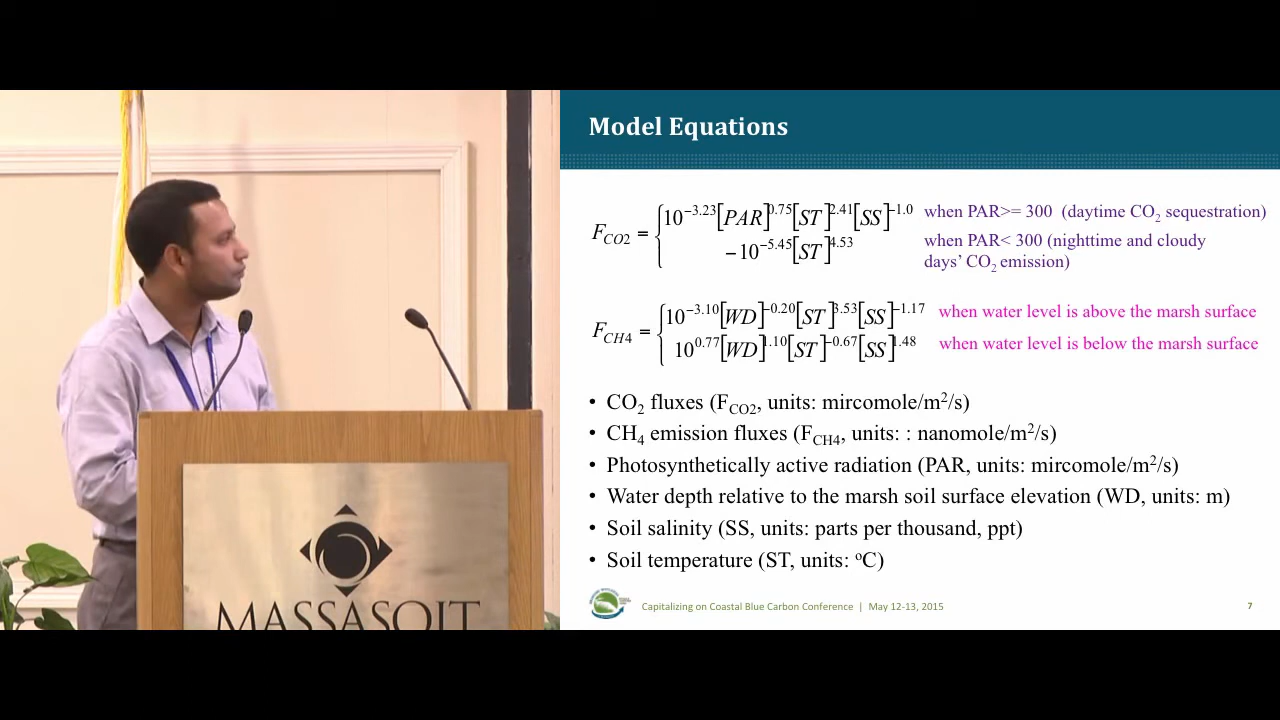 Model Equations
F_CO2 = { 10^−3.23 [PAR]^0.75 [ST]^2.41 [SS]^−1.0 when PAR>= 300 (daytime CO2 sequestration)
−10^−5.45 [ST]^4.53 when PAR< 300 (nighttime and cloudy
days’ CO2 emission)
F_CH4 = { 10^−3.10 [WD]^−0.20 [ST]^3.53 [SS]^−1.17 when water level is above the marsh surface
10^0.77 [WD]^1.10 [ST]^−0.67 [SS]^1.48 when water level is below the marsh surface
• CO2 fluxes (FCO2, units: mircomole/m2/s)
• CH4 emission fluxes (FCH4, units: : nanomole/m2/s)
• Photosynthetically active radiation (PAR, units: mircomole/m2/s)
• Water depth relative to the marsh soil surface elevation (WD, units: m)
• Soil salinity (SS, units: parts per thousand, ppt)
• Soil temperature (ST, units: oC)
Capitalizing on Coastal Blue Carbon Conference | May 12-13, 2015
7
MASSASOIT